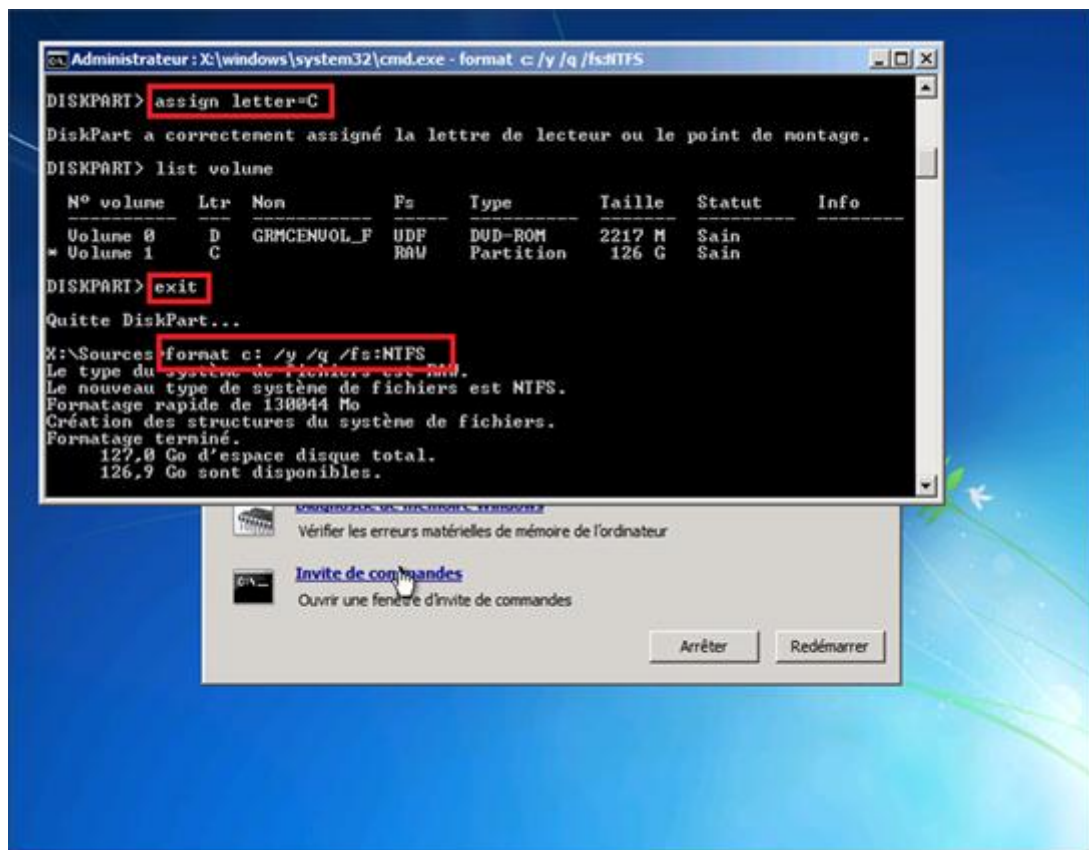 Administrateur : X:\windows\system32\cmd.exe - format c: /y /q /fs:NTFS
DISKPART> assign letter=C
DiskPart a correctement assigné la lettre de lecteur ou le point de montage.
DISKPART> list volume
N° volume Ltr Nom Fs Type Taille Statut Info
---------- --- ----------- ----- ---------- ------- --------- --------
Volume 0 D GRMCENVOL_F UDF DVD-ROM 2217 M Sain
* Volume 1 C RAW Partition 126 G Sain
DISKPART> exit
Quitte DiskPart...
X:\Sources>format c: /y /q /fs:NTFS
Le type du système de fichiers est RAW.
Le nouveau type de système de fichiers est NTFS.
Formatage rapide de 130044 Mo
Création des structures du système de fichiers.
Formatage terminé.
127,0 Go d'espace disque total.
126,9 Go sont disponibles.
Diagnostic de mémoire Windows
Vérifier les erreurs matérielles de mémoire de l'ordinateur
Invite de commandes
Ouvrir une fenêtre d'invite de commandes
Arrêter Redémarrer